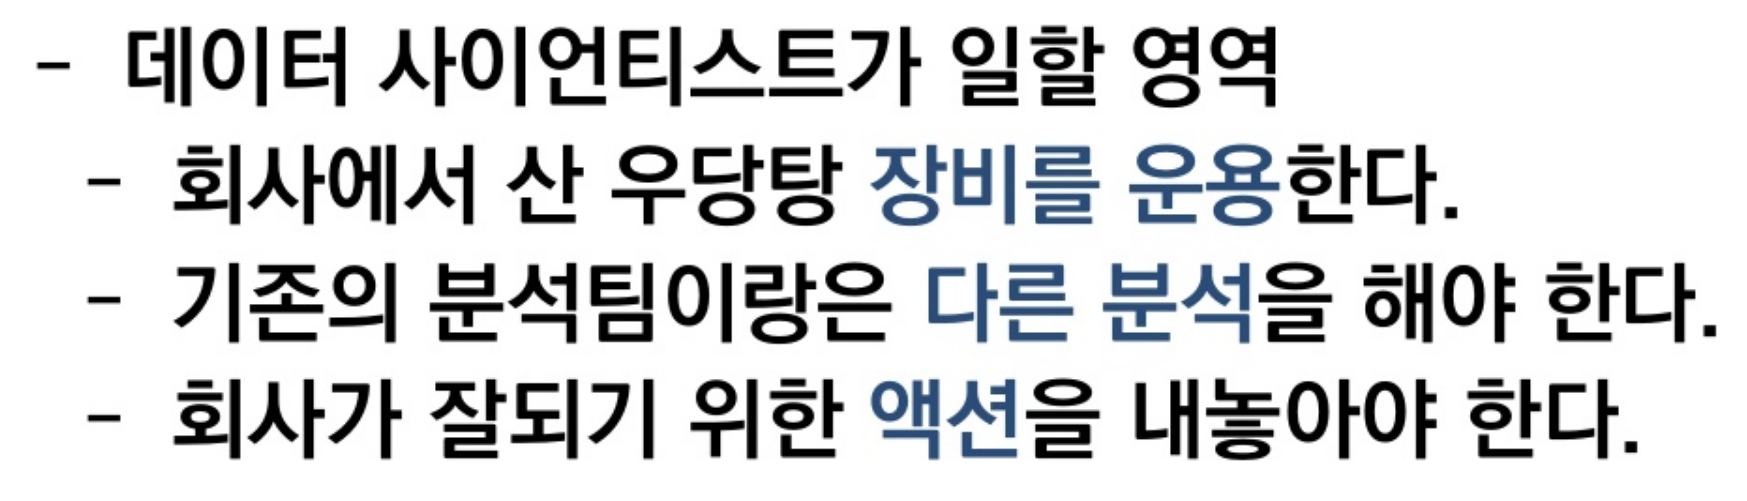 - 데이터 사이언티스트가 일할 영역
- 회사에서 산 우당탕 장비를 운용한다.
- 기존의 분석팀이랑은 다른 분석을 해야 한다.
- 회사가 잘되기 위한 액션을 내놓아야 한다.